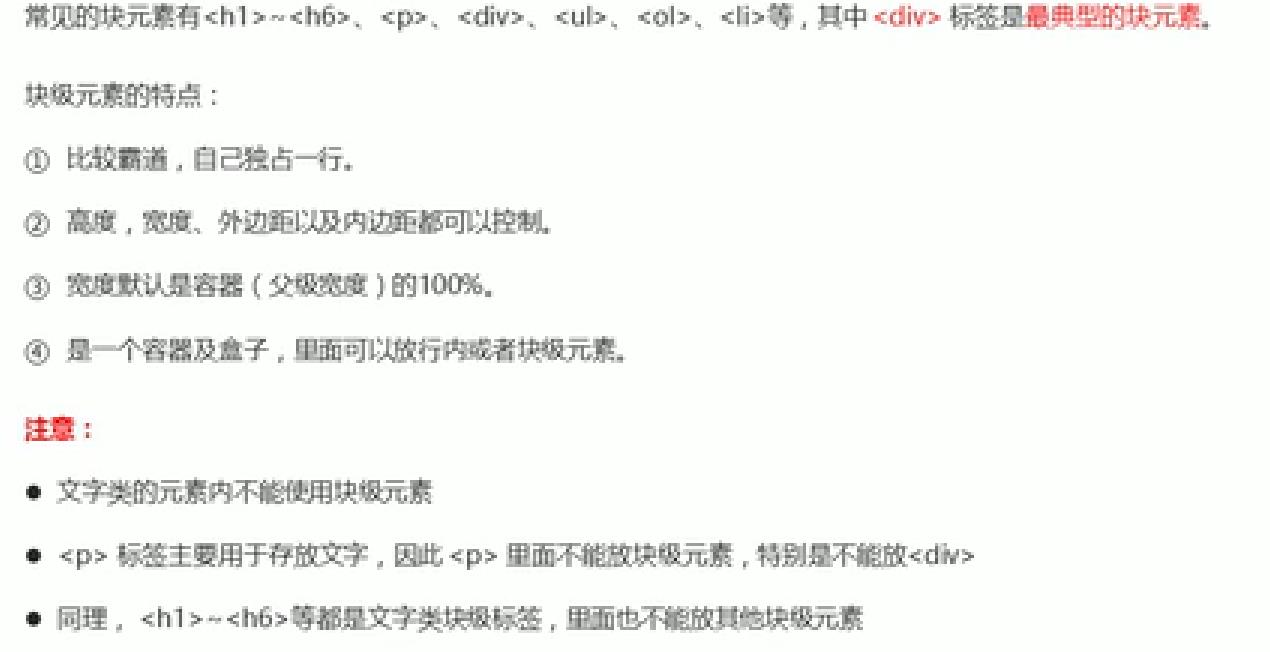 常见的块元素有<h1>~<h6>、<p>、<div>、<ul>、<ol>、<li>等，其中 <div> 标签是最典型的块元素。
块级元素的特点：
① 比较霸道，自己独占一行。
② 高度，宽度、外边距以及内边距都可以控制。
③ 宽度默认是容器（父级宽度）的100%。
④ 是一个容器及盒子，里面可以放行内或者块级元素。
注意：
● 文字类的元素内不能使用块级元素
● <p> 标签主要用于存放文字，因此 <p> 里面不能放块级元素，特别是不能放<div>
● 同理， <h1>~<h6>等都是文字类块级标签，里面也不能放其他块级元素